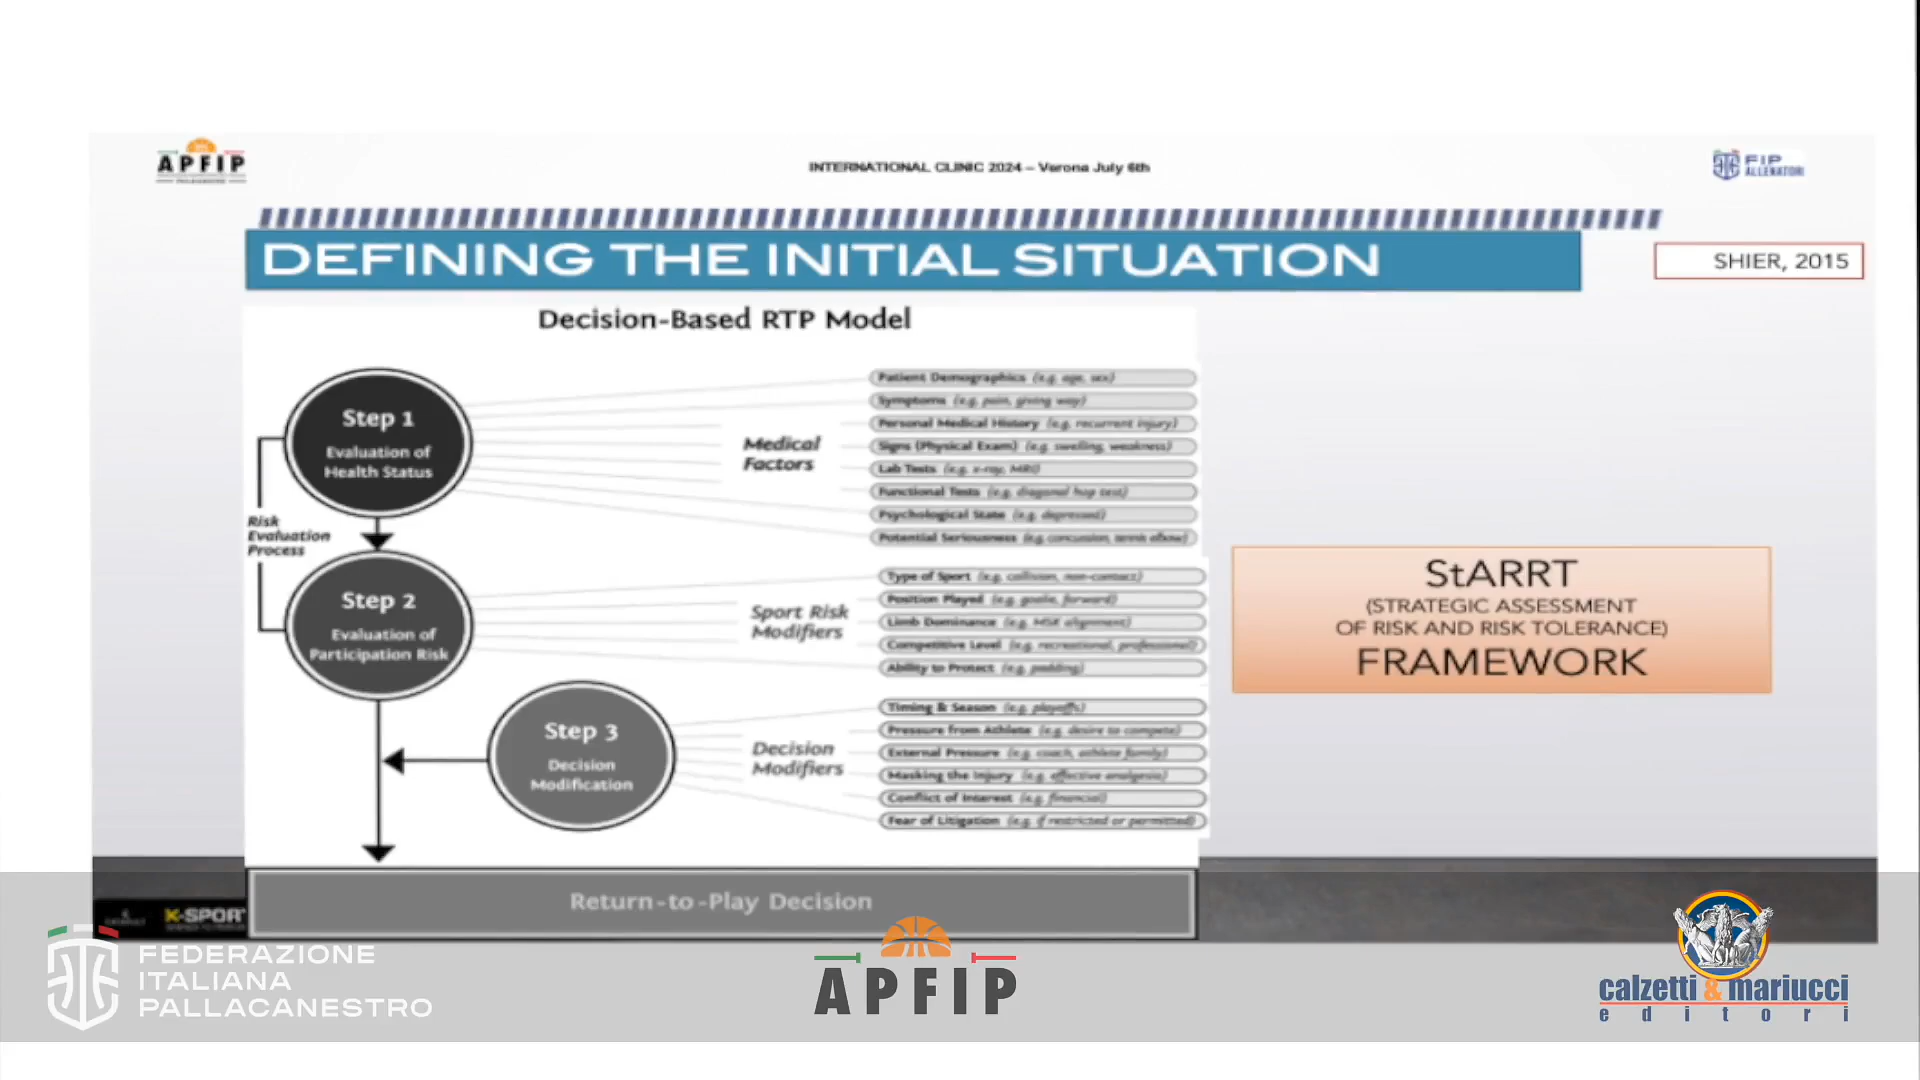 APFIP
INTERNATIONAL CLINIC 2024 – Verona July 6th
FIP
ALLENATORI
DEFINING THE INITIAL SITUATION
SHIER, 2015
Decision-Based RTP Model
Step 1
Evaluation of
Health Status
Medical
Factors
Patient Demographics (e.g. age, sex)
Symptoms (e.g. pain, giving way)
Personal Medical History (e.g. recurrent injury)
Signs (Physical Exam) (e.g. swelling, weakness)
Lab Tests (e.g. x-ray, MRI)
Functional Tests (e.g. diagonal hop test)
Psychological State (e.g. depressed)
Potential Seriousness (e.g. concussion, tennis elbow)
Risk
Evaluation
Process
Step 2
Evaluation of
Participation Risk
Sport Risk
Modifiers
Type of Sport (e.g. collision, non-contact)
Position Played (e.g. goalie, forward)
Limb Dominance (e.g. MSK alignment)
Competitive Level (e.g. recreational, professional)
Ability to Protect (e.g. padding)
StARRT
(STRATEGIC ASSESSMENT
OF RISK AND RISK TOLERANCE)
FRAMEWORK
Step 3
Decision
Modification
Decision
Modifiers
Timing & Season (e.g. playoffs)
Pressure from Athlete (e.g. desire to compete)
External Pressure (e.g. coach, athlete family)
Masking the Injury (e.g. effective analgesia)
Conflict of Interest (e.g. financial)
Fear of Litigation (e.g. if restricted or permitted)
Return-to-Play Decision
K-SPORT
FEDERAZIONE
ITALIANA
PALLACANESTRO
APFIP
calzetti & mariucci
editori